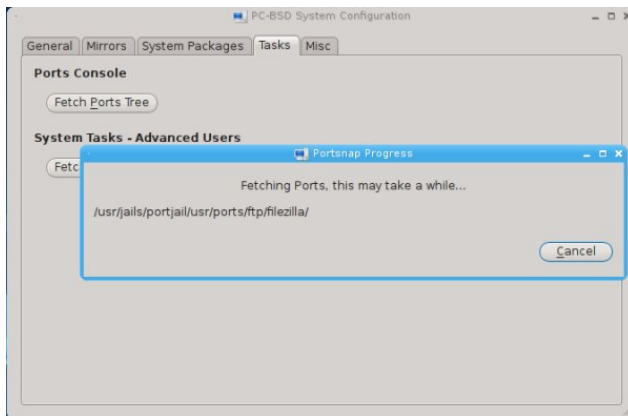 PC-BSD System Configuration
General Mirrors System Packages Tasks Misc
Ports Console
Fetch Ports Tree
System Tasks - Advanced Users
Fetc
Portsnap Progress
Fetching Ports, this may take a while...
/usr/jails/portjail/usr/ports/ftp/filezilla/
Cancel